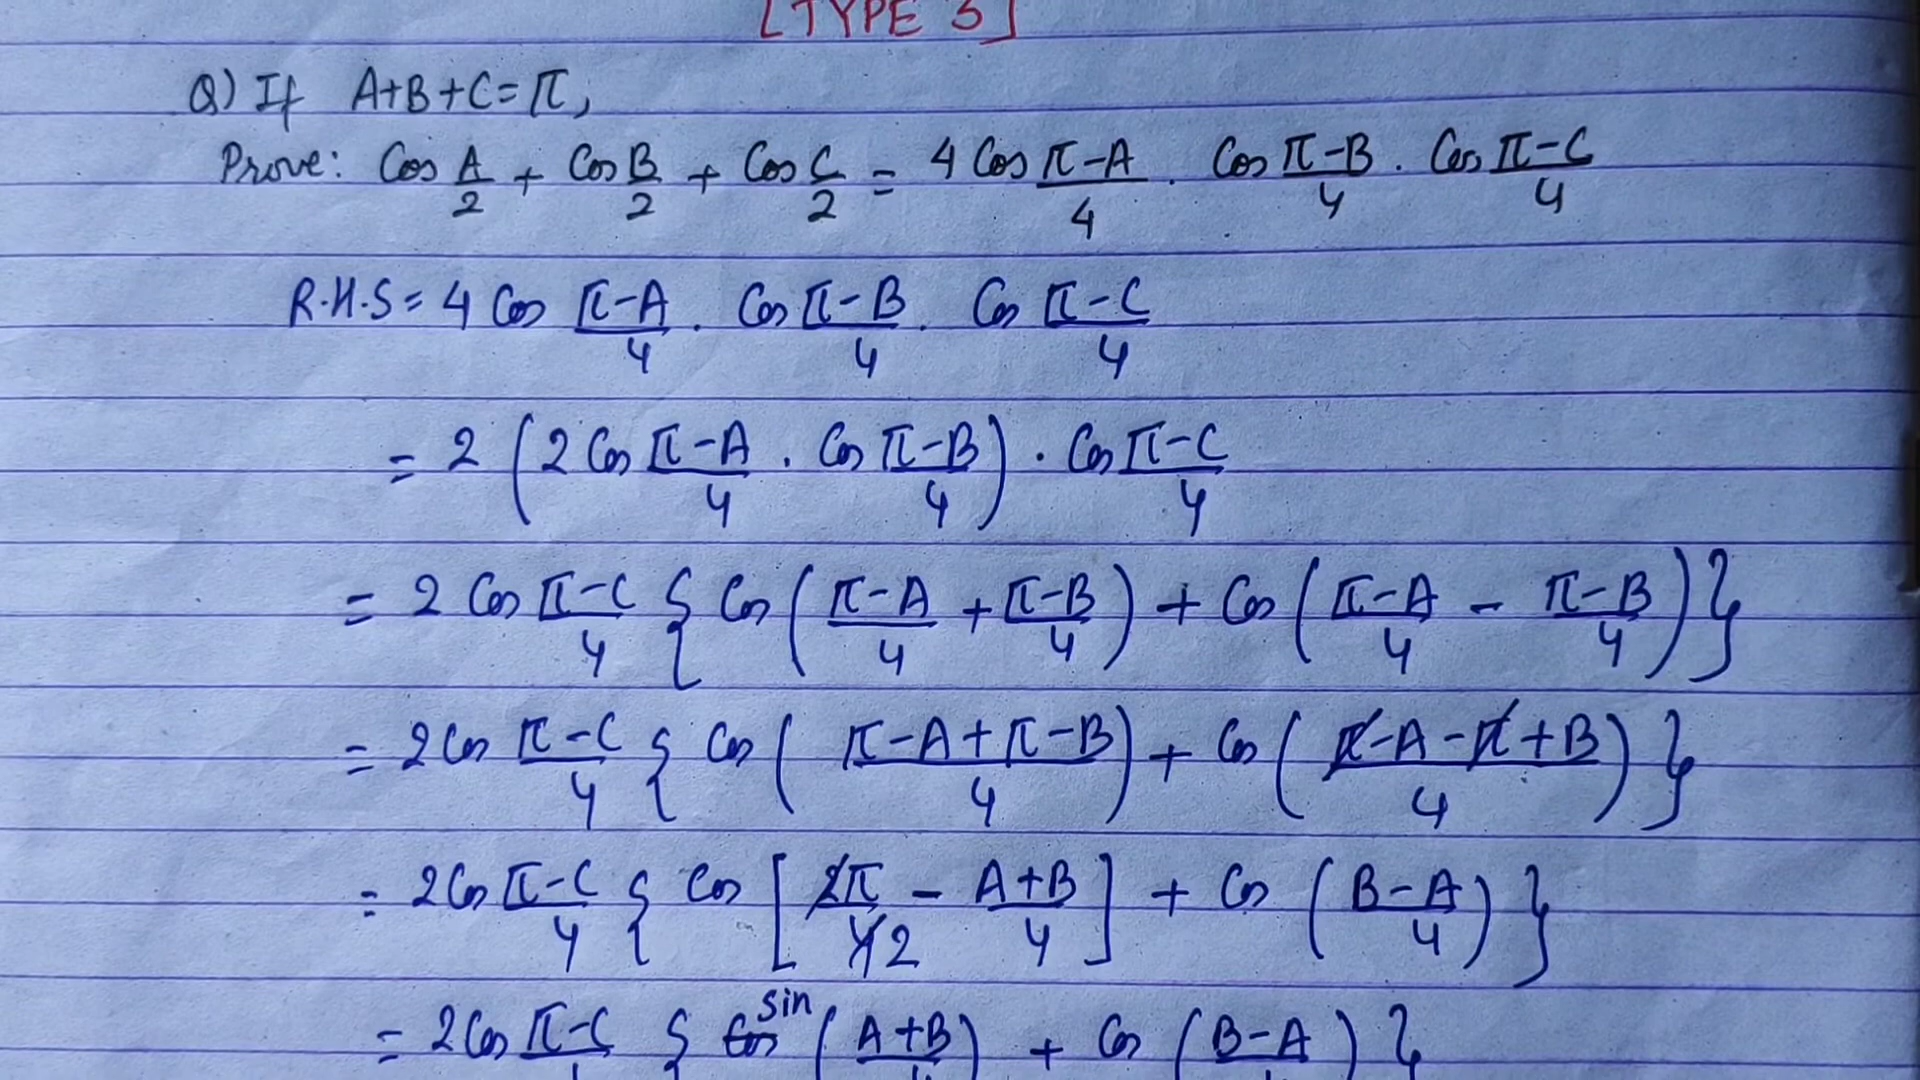 [TYPE 3]
Q) If A+B+C=π,
Prove: Cos A/2 + Cos B/2 + Cos C/2 = 4 Cos π-A/4 . Cos π-B/4 . Cos π-C/4
R.H.S = 4 Cos π-A/4 . Cos π-B/4 . Cos π-C/4
= 2 (2 Cos π-A/4 . Cos π-B/4) . Cos π-C/4
= 2 Cos π-C/4 { Cos (π-A/4 + π-B/4) + Cos (π-A/4 - π-B/4) }
= 2 Cos π-C/4 { Cos (π-A+π-B/4) + Cos (π-A-π+B/4) }
= 2 Cos π-C/4 { Cos [2π/42 - A+B/4] + Cos (B-A/4) }
= 2 Cos π-C { Cos sin (A+B) + Cos (B-A) }